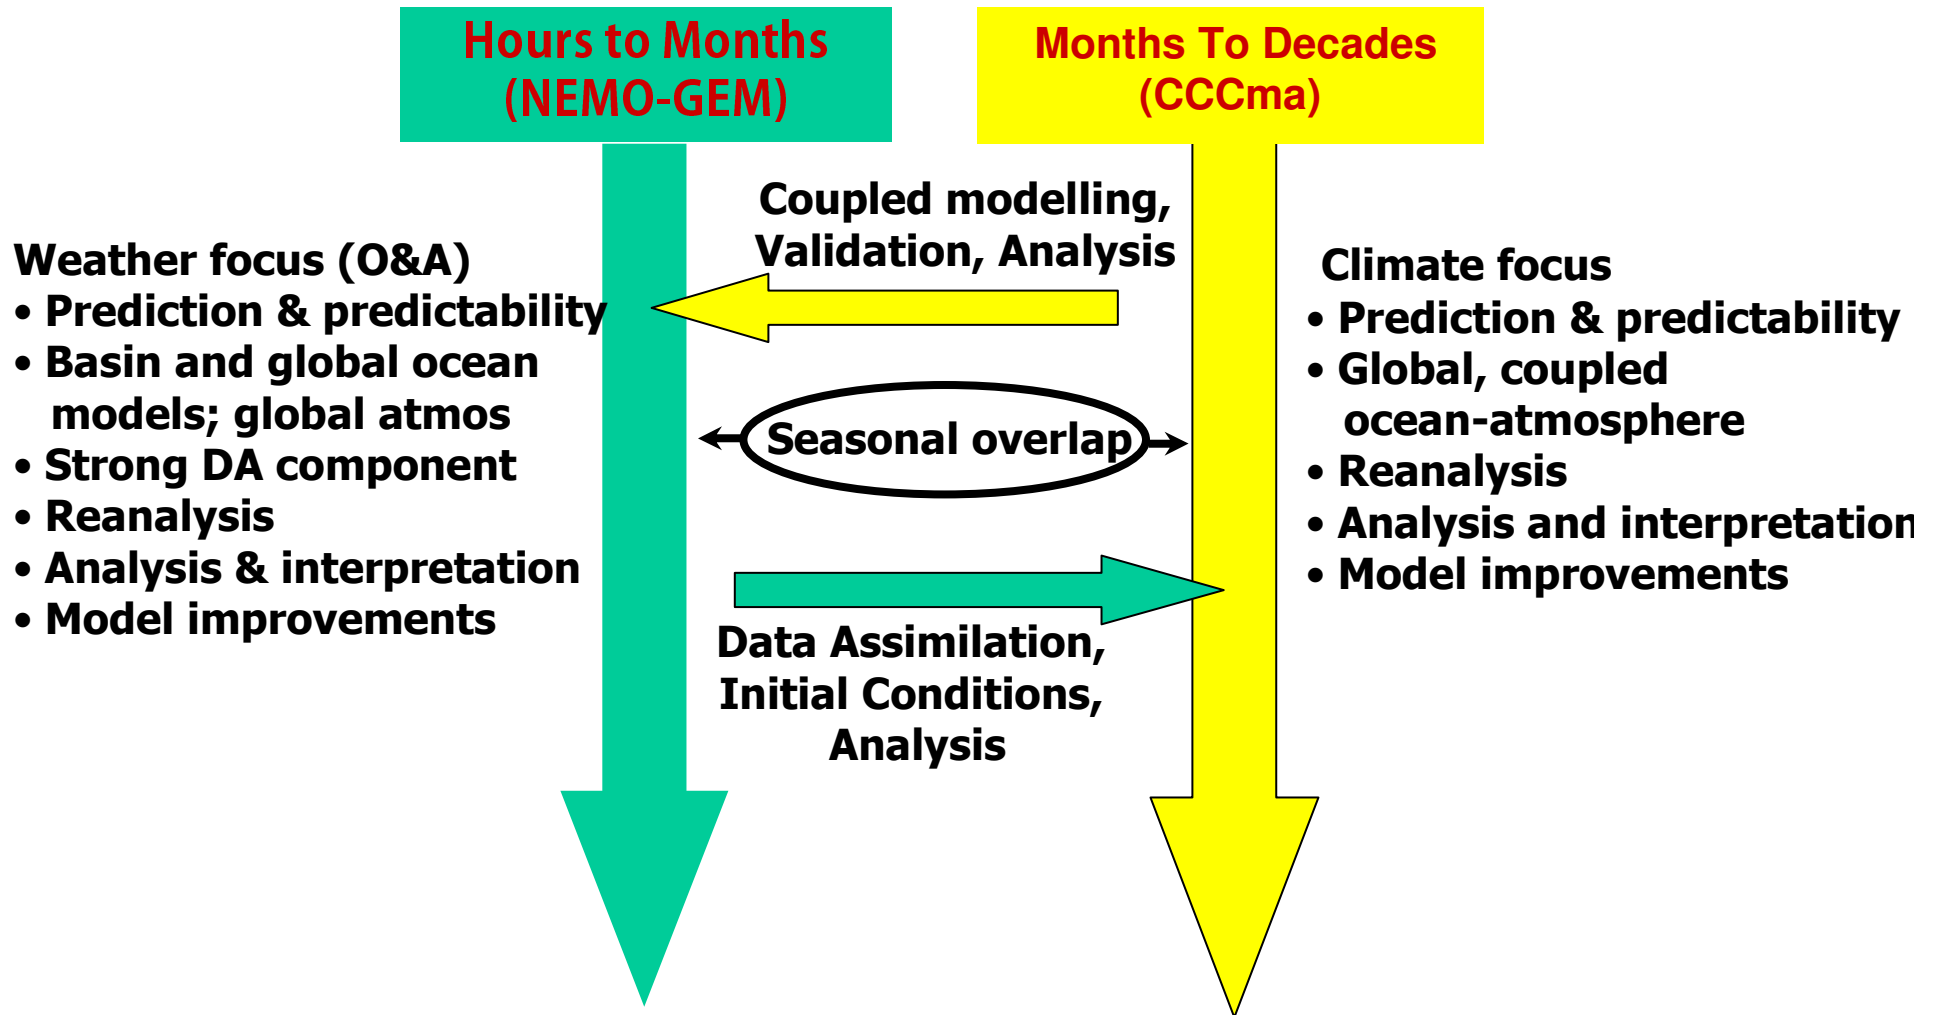 Hours to Months
(NEMO-GEM)
Months To Decades
(CCCma)
Coupled modelling,
Validation, Analysis
Weather focus (O&A)
• Prediction & predictability
• Basin and global ocean
models; global atmos
• Strong DA component
• Reanalysis
• Analysis & interpretation
• Model improvements
Seasonal overlap
Data Assimilation,
Initial Conditions,
Analysis
Climate focus
• Prediction & predictability
• Global, coupled
ocean-atmosphere
• Reanalysis
• Analysis and interpretation
• Model improvements